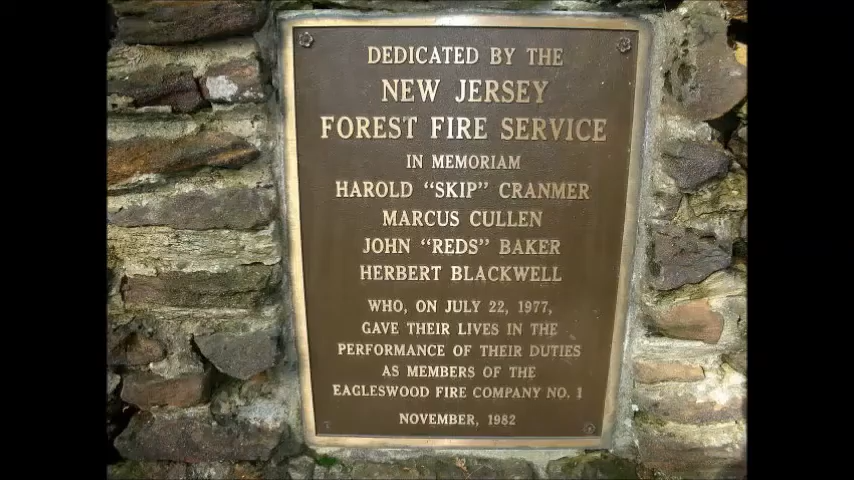 DEDICATED BY THE
NEW JERSEY
FOREST FIRE SERVICE
IN MEMORIAM
HAROLD “SKIP” CRANMER
MARCUS CULLEN
JOHN “REDS” BAKER
HERBERT BLACKWELL
WHO, ON JULY 22, 1977,
GAVE THEIR LIVES IN THE
PERFORMANCE OF THEIR DUTIES
AS MEMBERS OF THE
EAGLESWOOD FIRE COMPANY NO. 1
NOVEMBER, 1982